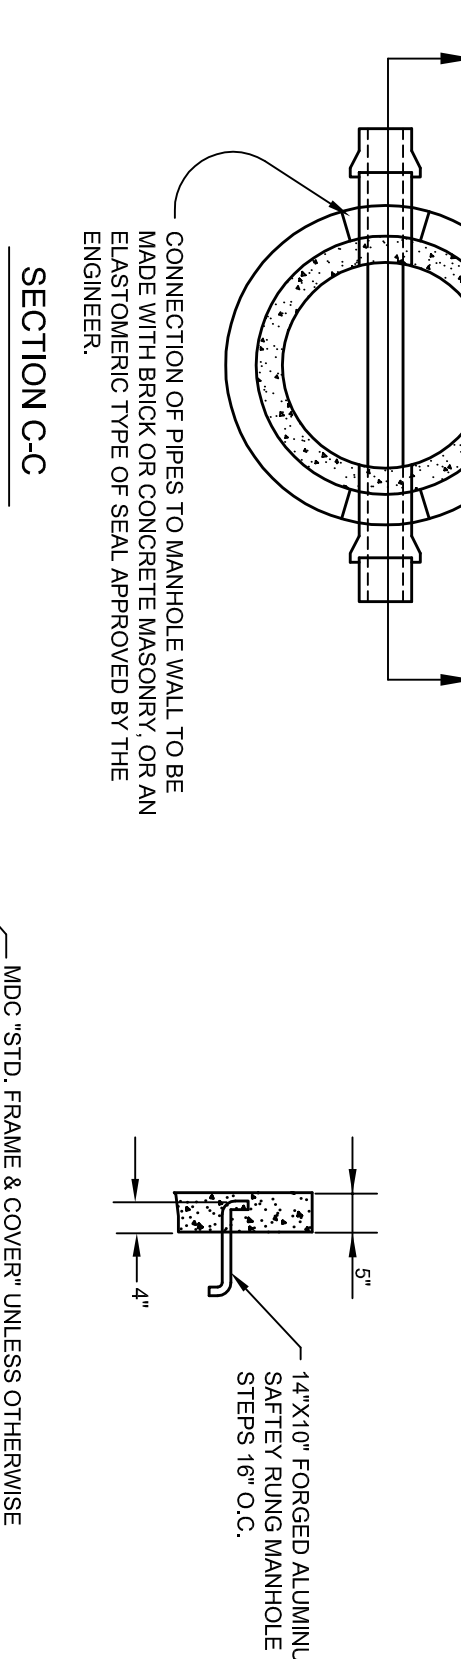 CONNECTION OF PIPES TO MANHOLE WALL TO BE
MADE WITH BRICK OR CONCRETE MASONRY, OR AN
ELASTOMERIC TYPE OF SEAL APPROVED BY THE
ENGINEER.
SECTION C-C
5"
4"
14"X10" FORGED ALUMINU
SAFTEY RUNG MANHOLE
STEPS 16" O.C.
MDC "STD. FRAME & COVER" UNLESS OTHERWISE